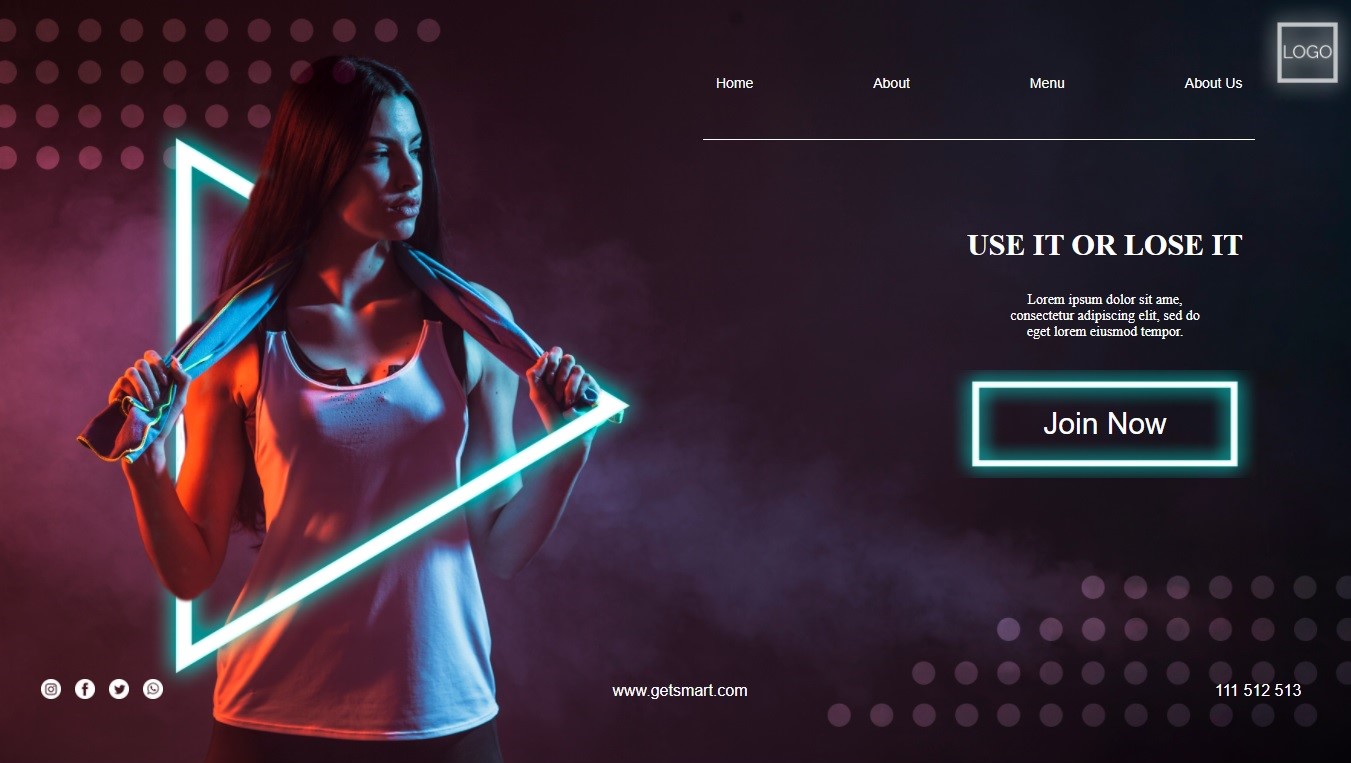 LOGO
Home About Menu About Us
USE IT OR LOSE IT
Lorem ipsum dolor sit ame,
consectetur adipiscing elit, sed do
eget lorem eiusmod tempor.
Join Now
www.getsmart.com
111 512 513